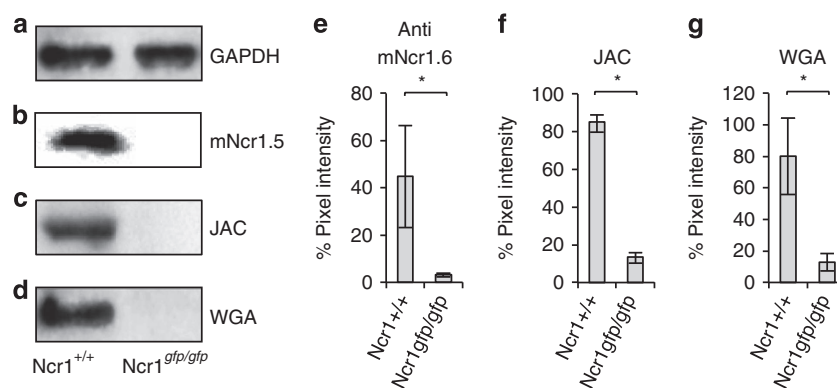 a
GAPDH
b
mNcr1.5
c
JAC
d
WGA
Ncr1+/+ Ncr1gfp/gfp
e
Anti
mNcr1.6
*
% Pixel intensity
80
60
40
20
0
Ncr1+/+
Ncr1gfp/gfp
f
JAC
*
% Pixel intensity
100
80
60
40
20
0
Ncr1+/+
Ncr1gfp/gfp
g
WGA
*
% Pixel intensity
120
100
80
60
40
20
0
Ncr1+/+
Ncr1gfp/gfp